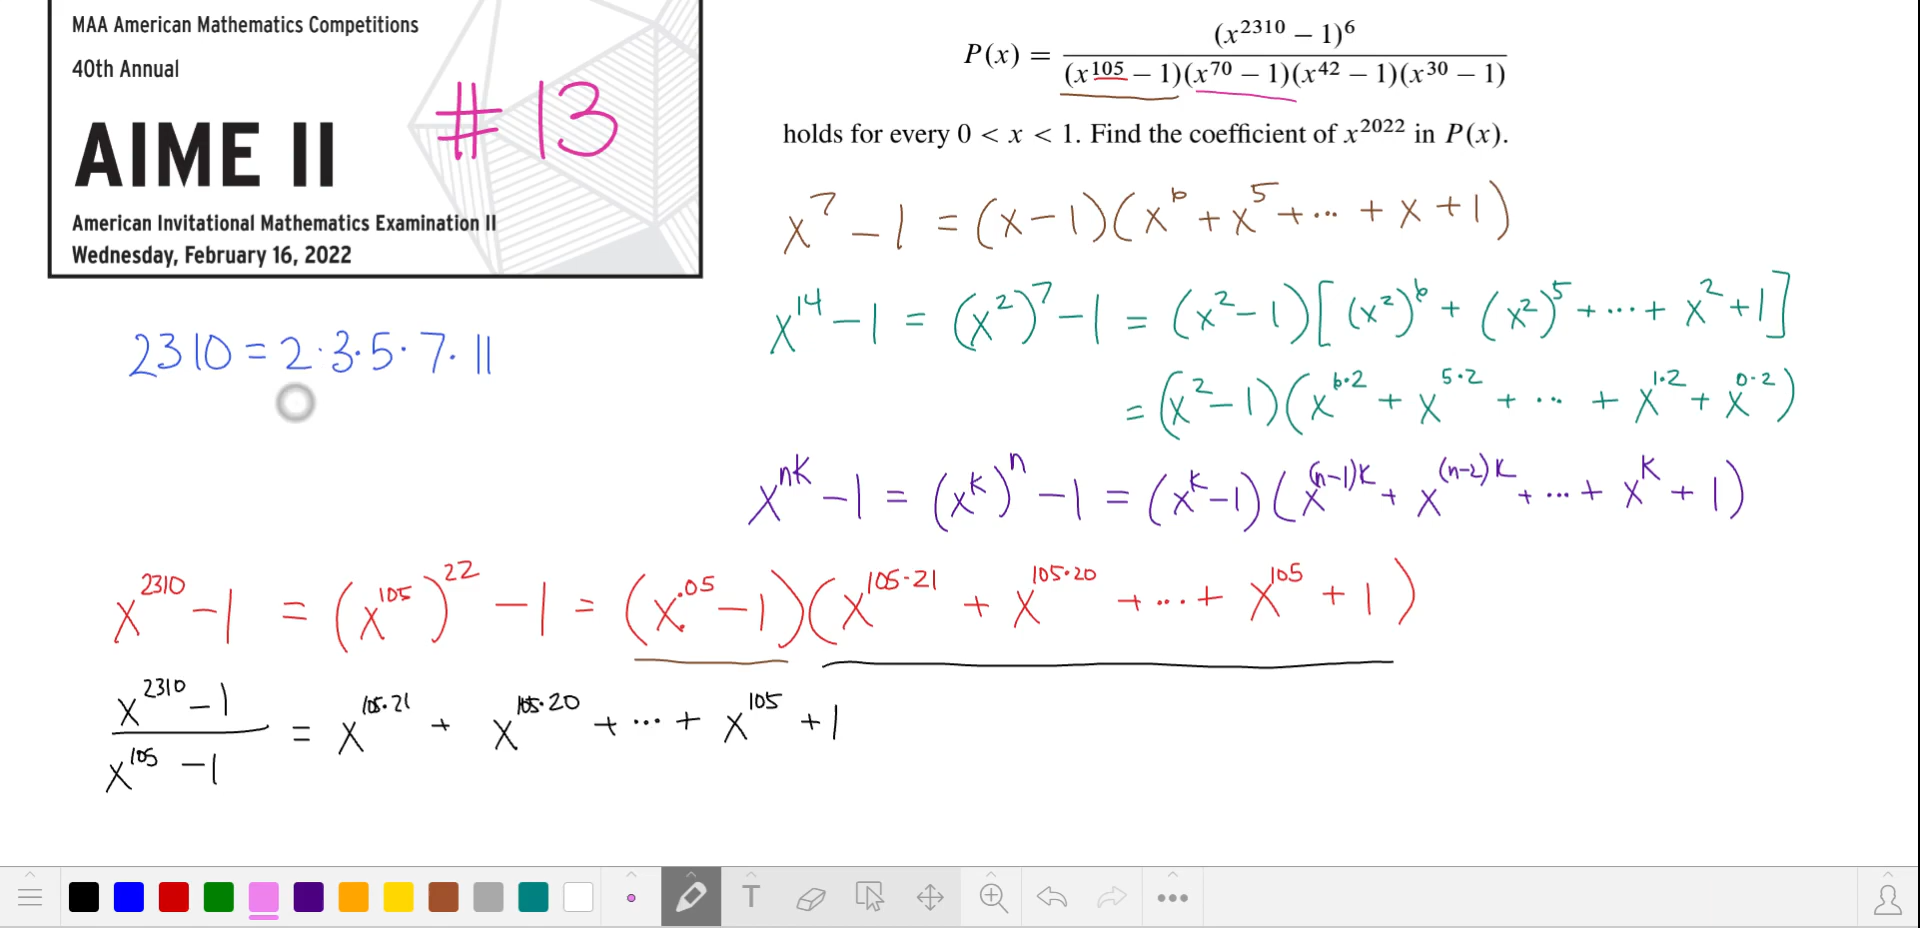 MAA American Mathematics Competitions
40th Annual
AIME II
#13
American Invitational Mathematics Examination II
Wednesday, February 16, 2022
P(x) = (x^2310 − 1)^6 / (x^105 − 1)(x^70 − 1)(x^42 − 1)(x^30 − 1)
holds for every 0 < x < 1. Find the coefficient of x^2022 in P(x).
x^7 − 1 = (x−1)(x^6 + x^5 + ... + x + 1)
x^14 − 1 = (x^2)^7 − 1 = (x^2 − 1)[(x^2)^6 + (x^2)^5 + ... + x^2 + 1]
= (x^2 − 1)(x^6·2 + x^5·2 + ... + x^1·2 + x^0·2)
2310 = 2·3·5·7·11
x^nk − 1 = (x^k)^n − 1 = (x^k − 1)(x^(n−1)k + x^(n−2)k + ... + x^k + 1)
x^2310 − 1 = (x^105)^22 − 1 = (x^.05 − 1)(x^105·21 + x^105·20 + ... + x^105 + 1)
x^2310 − 1 / x^105 − 1 = x^105·21 + x^105·20 + ... + x^105 + 1
T